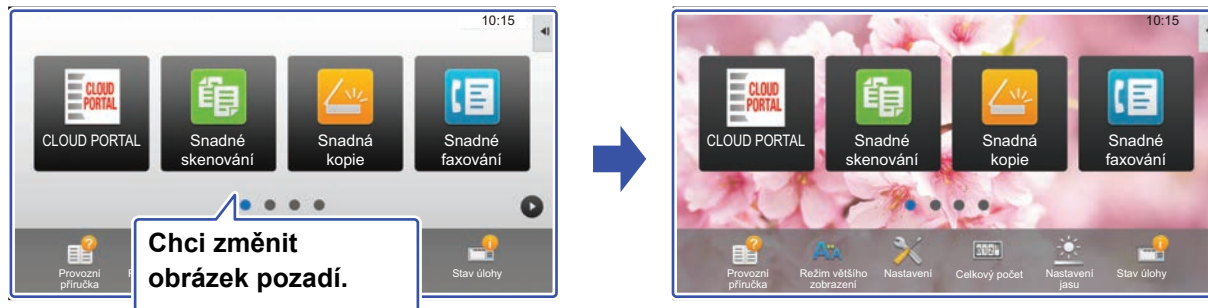 10:15
CLOUD
PORTAL
CLOUD PORTAL
Snadné
skenování
Snadná
kopie
Snadné
faxování
Chci změnit
obrázek pozadí.
Provozní
příručka
Stav úlohy
10:15
CLOUD
PORTAL
CLOUD PORTAL
Snadné
skenování
Snadná
kopie
Snadné
faxování
Provozní
příručka
Režim většího
zobrazení
Nastavení
Celkový počet
Nastavení
jasu
Stav úlohy